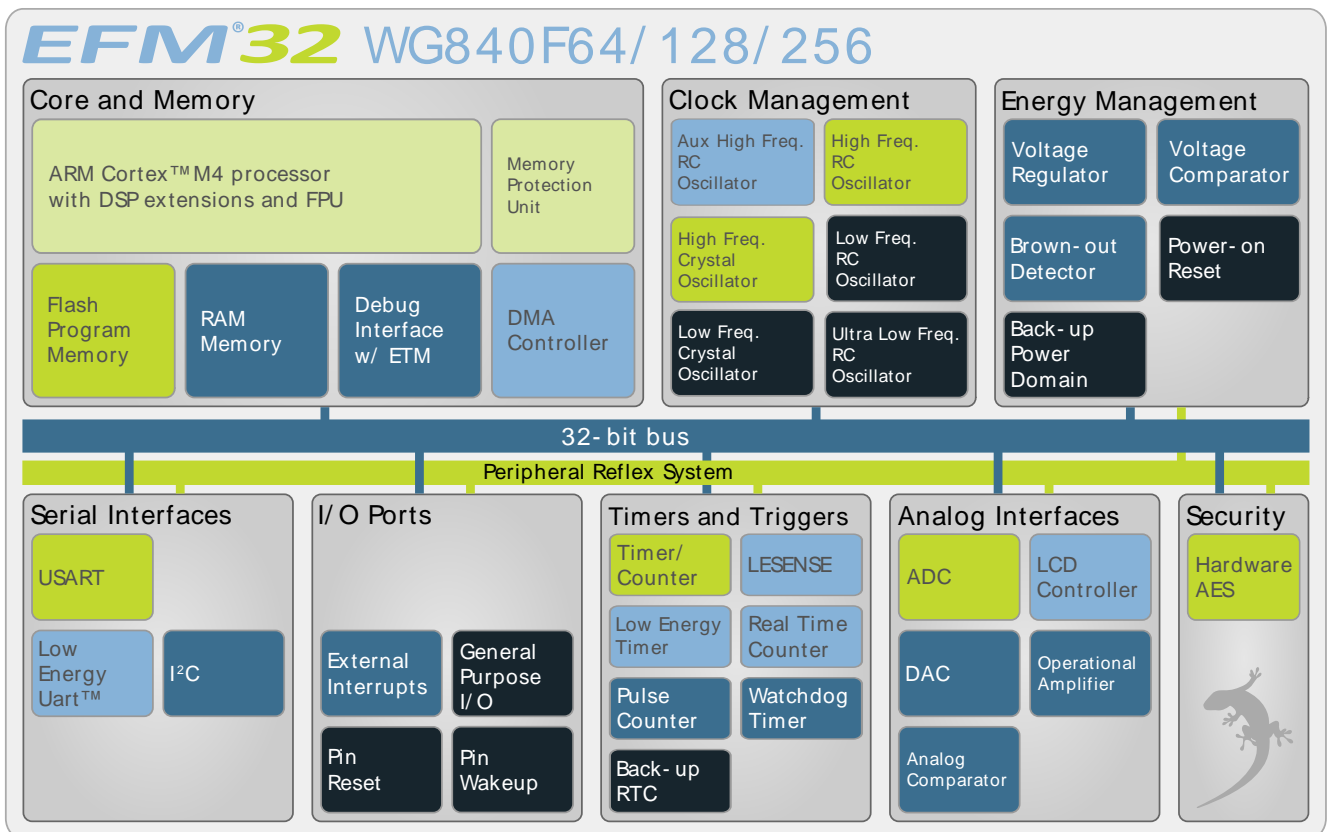 EFM®32 WG840F64/128/256
Core and Memory
ARM Cortex™ M4 processor
with DSP extensions and FPU
Memory
Protection
Unit
Flash
Program
Memory
RAM
Memory
Debug
Interface
w/ ETM
DMA
Controller
Clock Management
Aux High Freq.
RC
Oscillator
High Freq.
RC
Oscillator
High Freq.
Crystal
Oscillator
Low Freq.
RC
Oscillator
Low Freq.
Crystal
Oscillator
Ultra Low Freq.
RC
Oscillator
Energy Management
Voltage
Regulator
Voltage
Comparator
Brown-out
Detector
Power-on
Reset
Back-up
Power
Domain
32-bit bus
Peripheral Reflex System
Serial Interfaces
USART
Low
Energy
Uart™
I²C
I/O Ports
External
Interrupts
General
Purpose
I/O
Pin
Reset
Pin
Wakeup
Timers and Triggers
Timer/
Counter
LESENSE
Low Energy
Timer
Real Time
Counter
Pulse
Counter
Watchdog
Timer
Back-up
RTC
Analog Interfaces
ADC
LCD
Controller
DAC
Operational
Amplifier
Analog
Comparator
Security
Hardware
AES